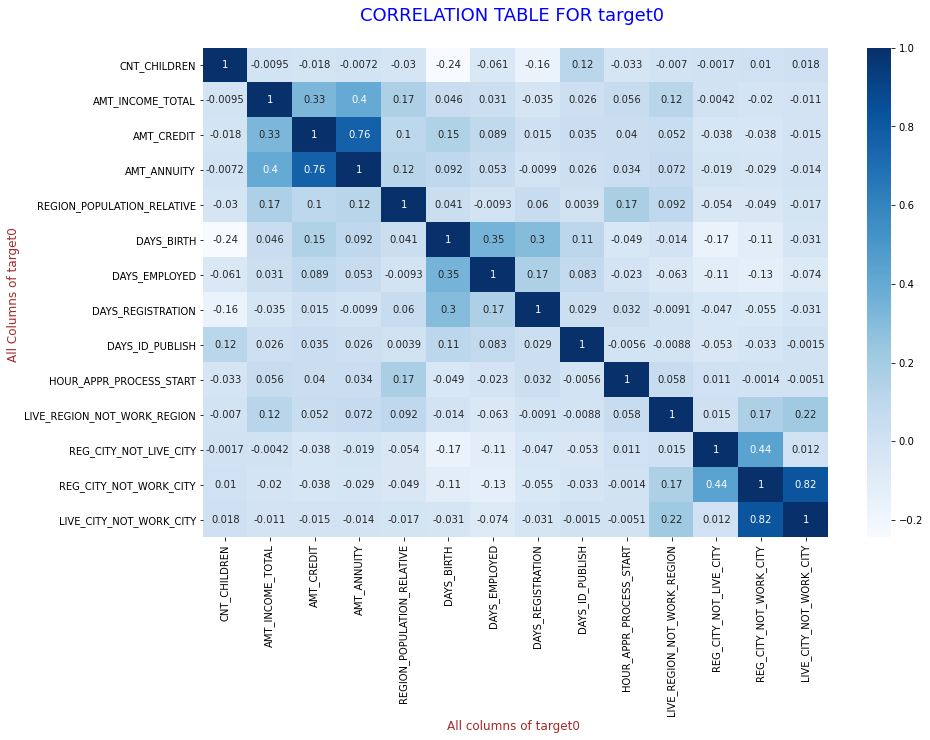 CORRELATION TABLE FOR target0
CNT_CHILDREN 1 -0.0095 -0.018 -0.0072 -0.03 -0.24 -0.061 -0.16 0.12 -0.033 -0.007 -0.0017 0.01 0.018
AMT_INCOME_TOTAL -0.0095 1 0.33 0.4 0.17 0.046 0.031 -0.035 0.026 0.056 0.12 -0.0042 -0.02 -0.011
AMT_CREDIT -0.018 0.33 1 0.76 0.1 0.15 0.089 0.015 0.035 0.04 0.052 -0.038 -0.038 -0.015
AMT_ANNUITY -0.0072 0.4 0.76 1 0.12 0.092 0.053 -0.0099 0.026 0.034 0.072 -0.019 -0.029 -0.014
REGION_POPULATION_RELATIVE -0.03 0.17 0.1 0.12 1 0.041 -0.0093 0.06 0.0039 0.17 0.092 -0.054 -0.049 -0.017
DAYS_BIRTH -0.24 0.046 0.15 0.092 0.041 1 0.35 0.3 0.11 -0.049 -0.014 -0.17 -0.11 -0.031
DAYS_EMPLOYED -0.061 0.031 0.089 0.053 -0.0093 0.35 1 0.17 0.083 -0.023 -0.063 -0.11 -0.13 -0.074
DAYS_REGISTRATION -0.16 -0.035 0.015 -0.0099 0.06 0.3 0.17 1 0.029 0.032 -0.0091 -0.047 -0.055 -0.031
DAYS_ID_PUBLISH 0.12 0.026 0.035 0.026 0.0039 0.11 0.083 0.029 1 -0.0056 -0.0088 -0.053 -0.033 -0.0015
HOUR_APPR_PROCESS_START -0.033 0.056 0.04 0.034 0.17 -0.049 -0.023 0.032 -0.0056 1 0.058 0.011 -0.0014 -0.0051
LIVE_REGION_NOT_WORK_REGION -0.007 0.12 0.052 0.072 0.092 -0.014 -0.063 -0.0091 -0.0088 0.058 1 0.015 0.17 0.22
REG_CITY_NOT_LIVE_CITY -0.0017 -0.0042 -0.038 -0.019 -0.054 -0.17 -0.11 -0.047 -0.053 0.011 0.015 1 0.44 0.012
REG_CITY_NOT_WORK_CITY 0.01 -0.02 -0.038 -0.029 -0.049 -0.11 -0.13 -0.055 -0.033 -0.0014 0.17 0.44 1 0.82
LIVE_CITY_NOT_WORK_CITY 0.018 -0.011 -0.015 -0.014 -0.017 -0.031 -0.074 -0.031 -0.0015 -0.0051 0.22 0.012 0.82 1
All Columns of target0
CNT_CHILDREN
AMT_INCOME_TOTAL
AMT_CREDIT
AMT_ANNUITY
REGION_POPULATION_RELATIVE
DAYS_BIRTH
DAYS_EMPLOYED
DAYS_REGISTRATION
DAYS_ID_PUBLISH
HOUR_APPR_PROCESS_START
LIVE_REGION_NOT_WORK_REGION
REG_CITY_NOT_LIVE_CITY
REG_CITY_NOT_WORK_CITY
LIVE_CITY_NOT_WORK_CITY
All columns of target0
1.0
0.8
0.6
0.4
0.2
0.0
−0.2